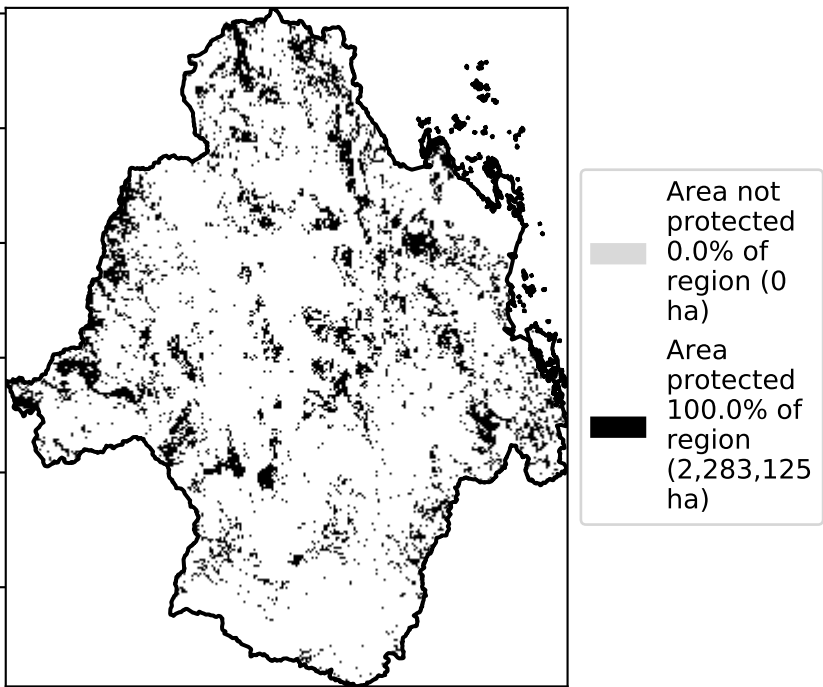 Area not
protected
0.0% of
region (0
ha)
Area
protected
100.0% of
region
(2,283,125
ha)